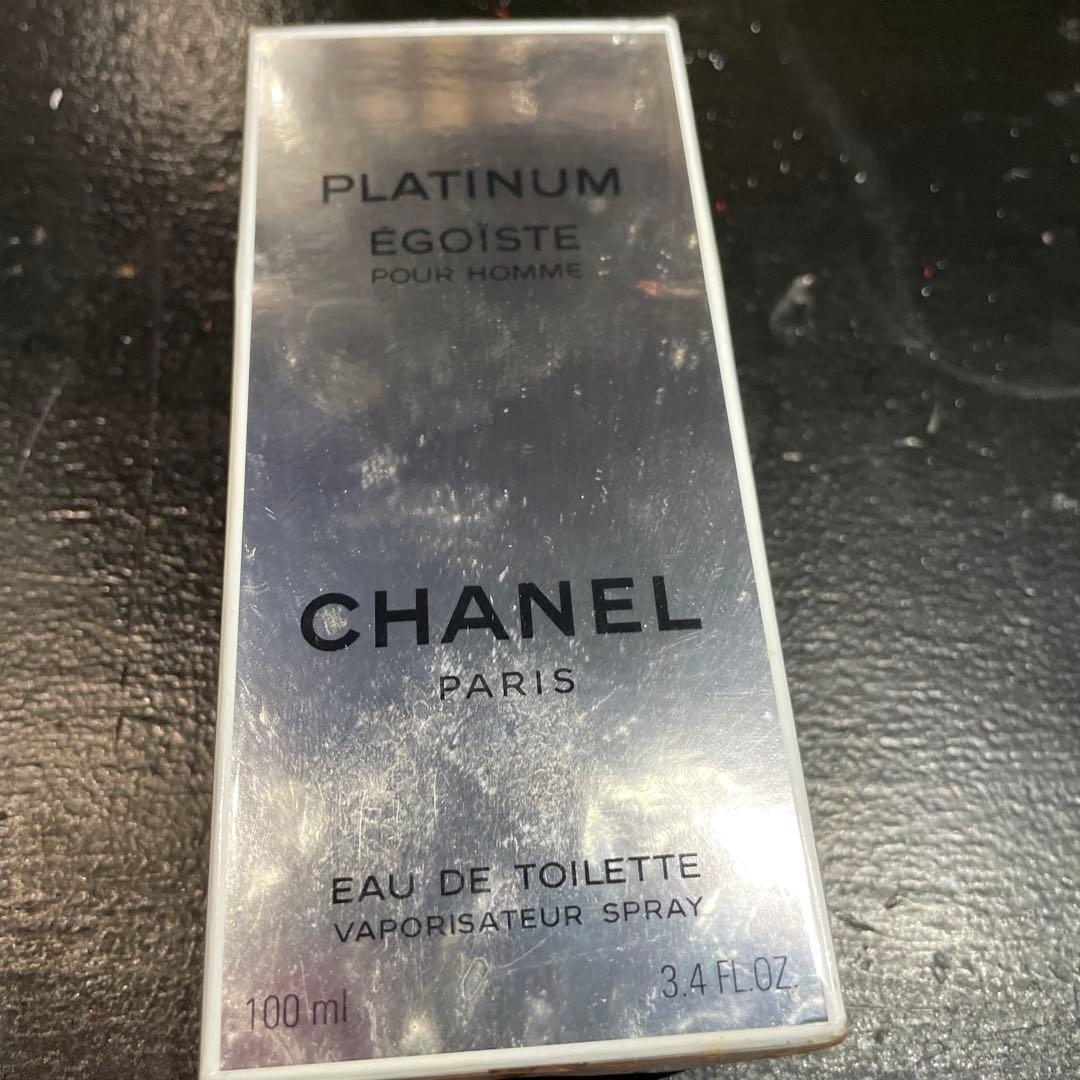 PLATINUM
ÉGOÏSTE
POUR HOMME
CHANEL
PARIS
EAU DE TOILETTE
VAPORISATEUR SPRAY
100 ml 3.4 FL.OZ.